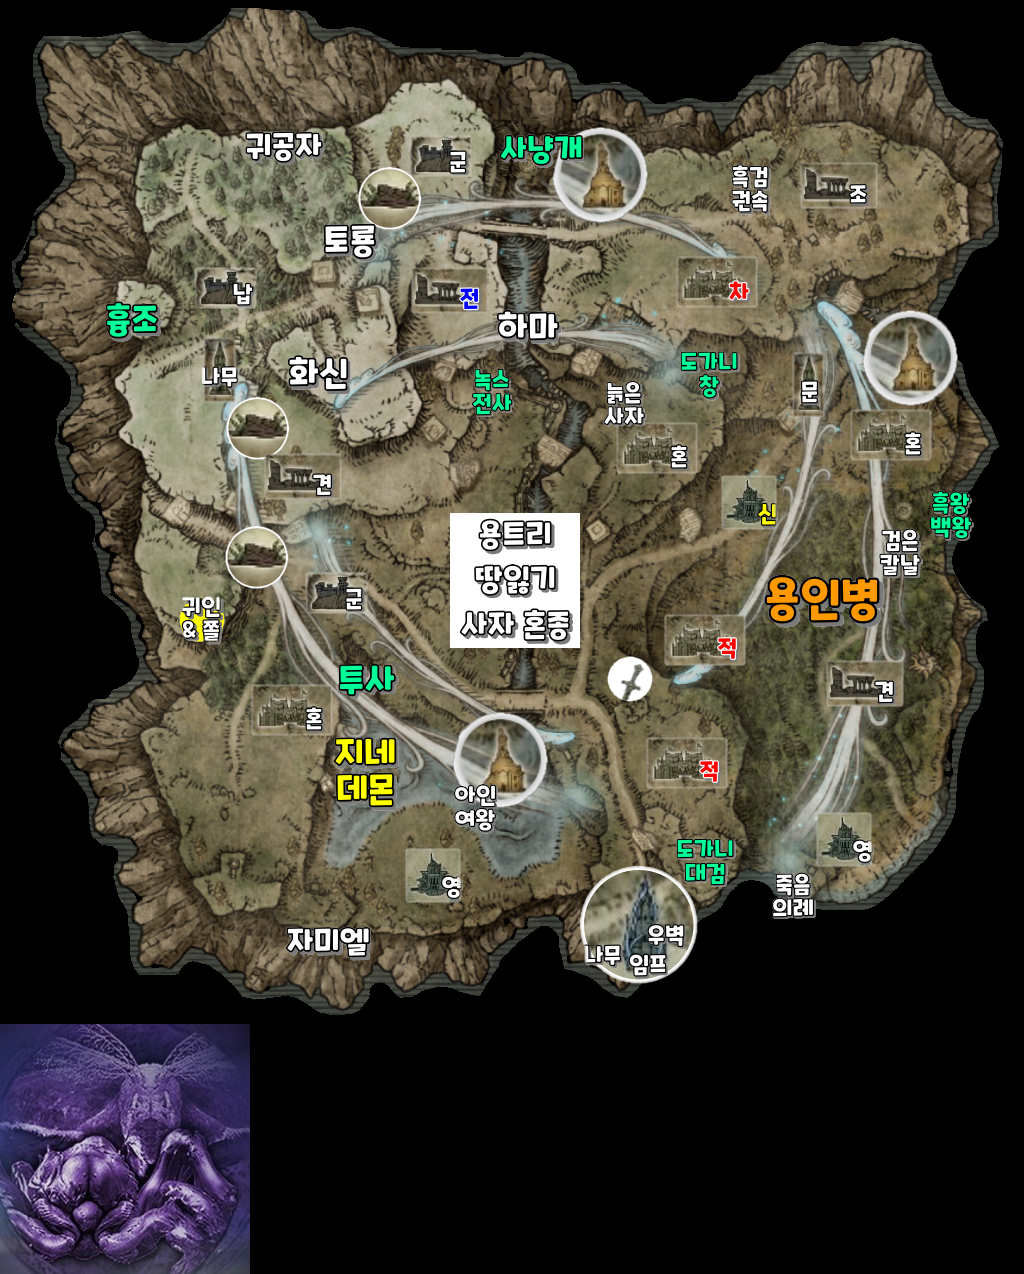 귀공자
군
사냥개
흑검
권속
조
토룡
납
전
차
흉조
하마
나무
화신
녹스
전사
도가니
창
늙은
사자
문
혼
혼
견
신
흑왕
백왕
용트리
땅잃기
사자 혼종
검은
칼날
용인병
군
귀인
& 쫄
적
투사
견
혼
지네
데몬
적
아인
여왕
도가니
대검
영
영
죽음
의례
자미엘
우벽
나무
임프